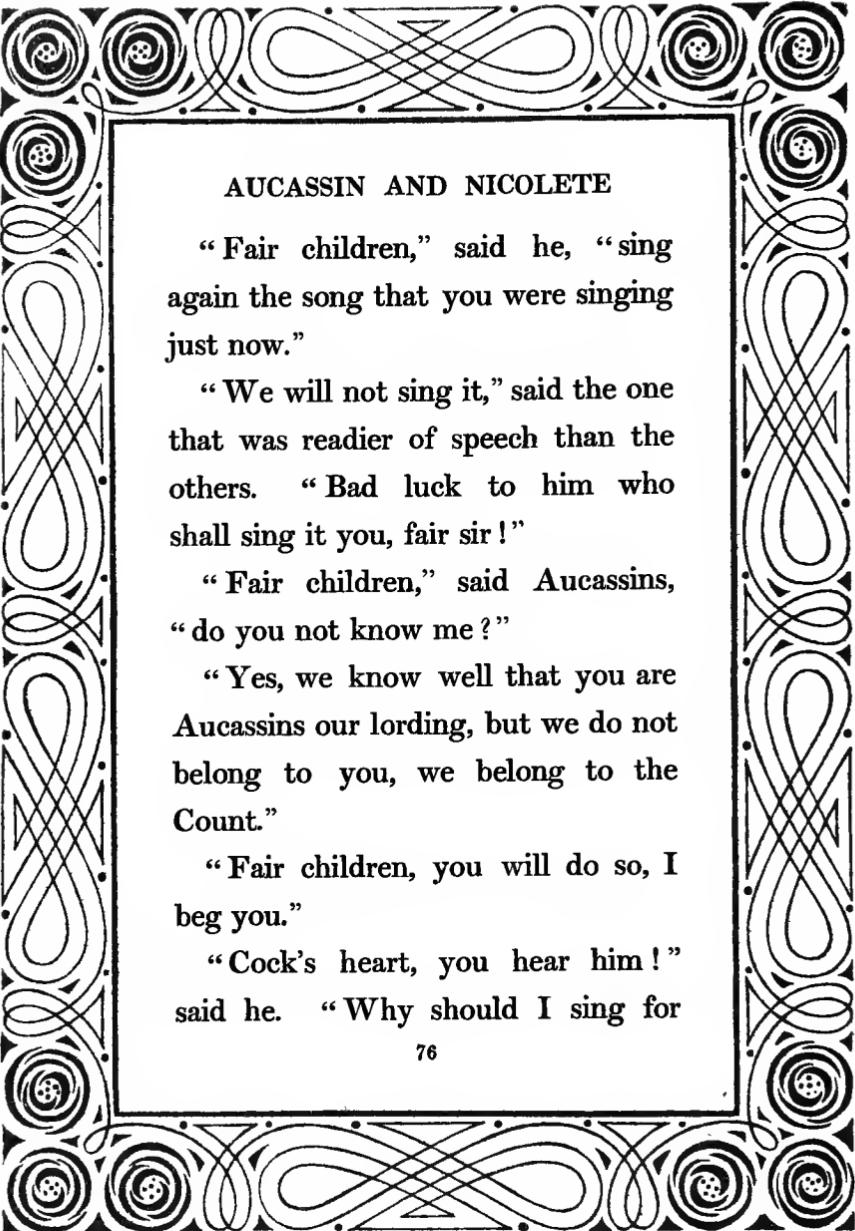 AUCASSIN AND NICOLETE
“Fair children,” said he, “sing
again the song that you were singing
just now.”
“We will not sing it,” said the one
that was readier of speech than the
others. “Bad luck to him who
shall sing it you, fair sir!”
“Fair children,” said Aucassins,
“do you not know me?”
“Yes, we know well that you are
Aucassins our lording, but we do not
belong to you, we belong to the
Count.”
“Fair children, you will do so, I
beg you.”
“Cock’s heart, you hear him!”
said he. “Why should I sing for
76